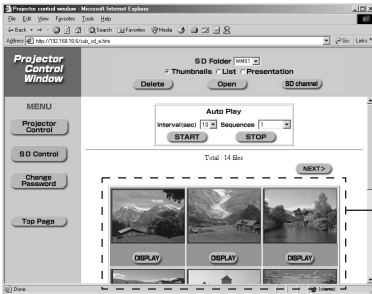 Projector control window - Microsoft Internet Explorer
File Edit View Favorites Tools Help
Back Search Favorites Media
Address http://192.168.10.6/sub_sd_e.htm Go Links
Projector Control Window
SD Folder WM01
Thumbnails List Presentation
Delete Open SD channel
MENU
Projector Control
SD Control
Change Password
Top Page
Auto Play
Interval(sec) 10 Sequences 1
START STOP
Total : 14 files
NEXT>
DISPLAY DISPLAY DISPLAY
Done Internet